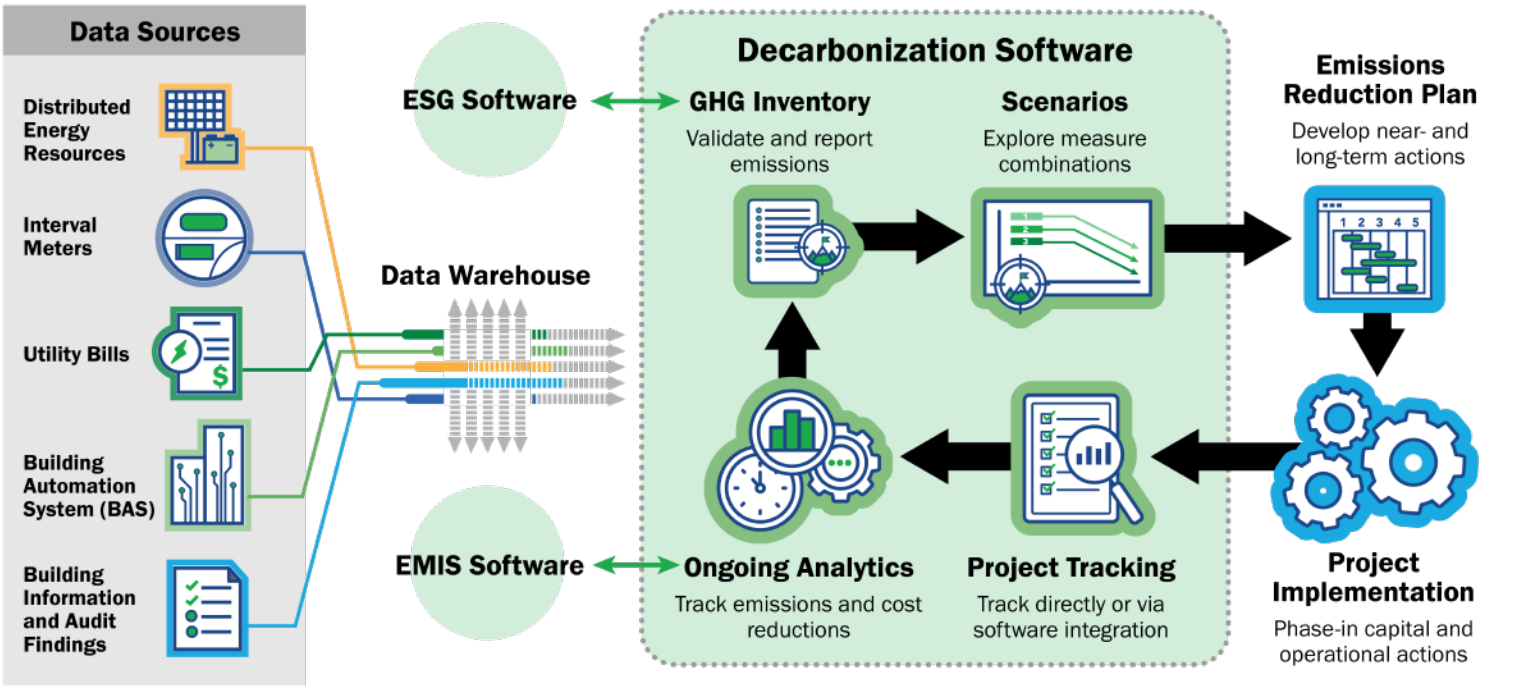 Data Sources
Distributed
Energy
Resources
Interval
Meters
Utility Bills
$
Building
Automation
System (BAS)
Building
Information
and Audit
Findings
ESG Software
Data Warehouse
EMIS Software
Decarbonization Software
GHG Inventory
Validate and report
emissions
Scenarios
Explore measure
combinations
1
2
3
Emissions
Reduction Plan
Develop near- and
long-term actions
1 2 3 4 5
Ongoing Analytics
Track emissions and cost
reductions
Project Tracking
Track directly or via
software integration
Project
Implementation
Phase-in capital and
operational actions